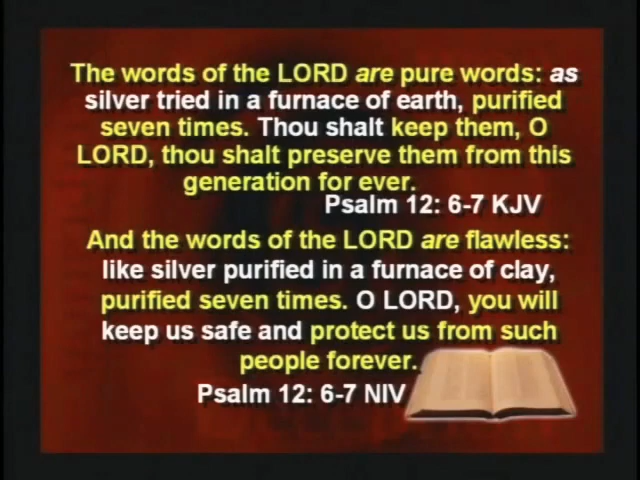 The words of the LORD are pure words: as
silver tried in a furnace of earth, purified
seven times. Thou shalt keep them, O
LORD, thou shalt preserve them from this
generation for ever.
Psalm 12: 6-7 KJV
And the words of the LORD are flawless:
like silver purified in a furnace of clay,
purified seven times. O LORD, you will
keep us safe and protect us from such
people forever.
Psalm 12: 6-7 NIV